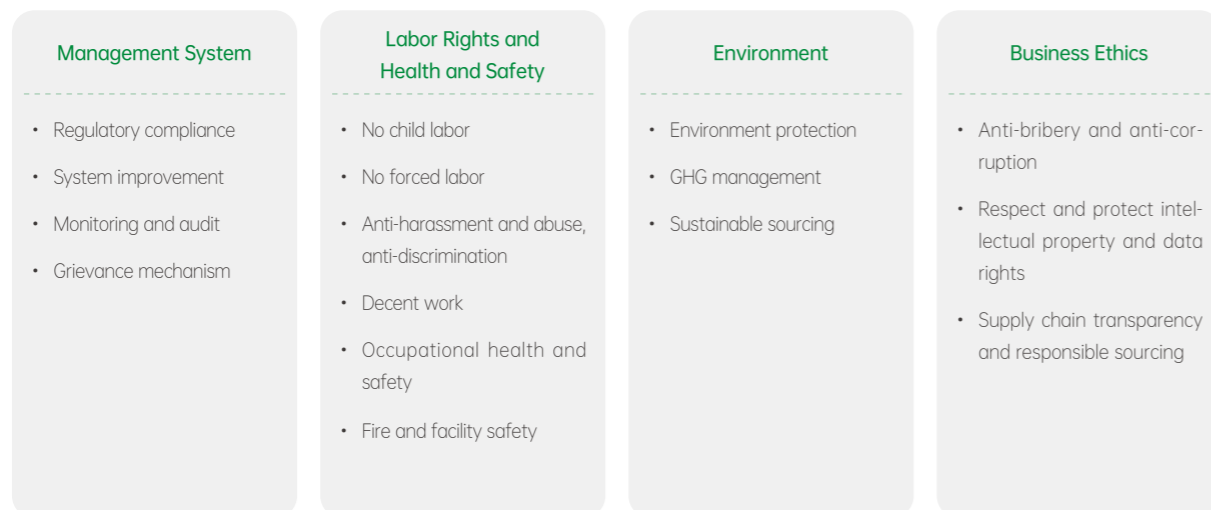 Management System
• Regulatory compliance
• System improvement
• Monitoring and audit
• Grievance mechanism
Labor Rights and
Health and Safety
• No child labor
• No forced labor
• Anti-harassment and abuse,
anti-discrimination
• Decent work
• Occupational health and
safety
• Fire and facility safety
Environment
• Environment protection
• GHG management
• Sustainable sourcing
Business Ethics
• Anti-bribery and anti-cor-
ruption
• Respect and protect intel-
lectual property and data
rights
• Supply chain transparency
and responsible sourcing